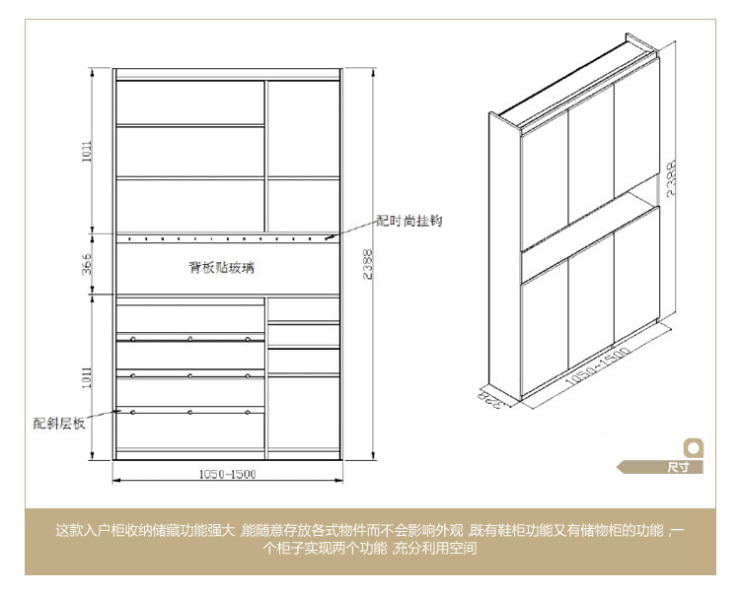 1011
366
1011
2388
配时尚挂钩
背板贴玻璃
配斜层板
1050~1500
2388
1050~1500
328
尺寸
这款入户柜收纳储藏功能强大 ,能随意存放各式物件而不会影响外观 ,既有鞋柜功能又有储物柜的功能 ,一
个柜子实现两个功能 ,充分利用空间